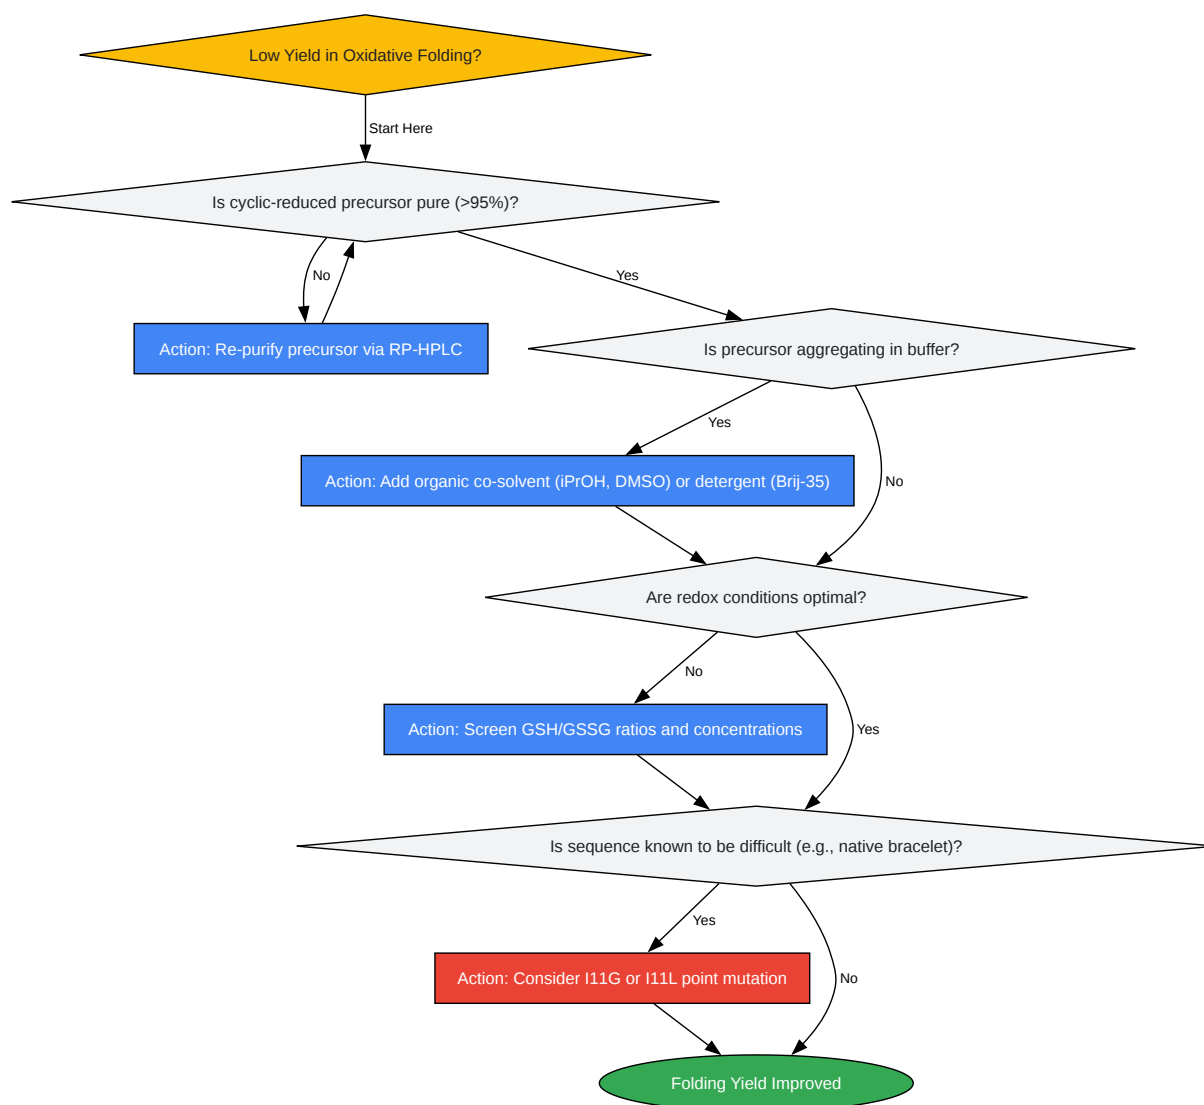 Low Yield in Oxidative Folding?
Start Here
Is cyclic-reduced precursor pure (>95%)?
No
Yes
Action: Re-purify precursor via RP-HPLC
Is precursor aggregating in buffer?
Yes
Action: Add organic co-solvent (iPrOH, DMSO) or detergent (Brij-35)
No
Are redox conditions optimal?
No
Action: Screen GSH/GSSG ratios and concentrations
Yes
Is sequence known to be difficult (e.g., native bracelet)?
Yes
Action: Consider I11G or I11L point mutation
No
Folding Yield Improved